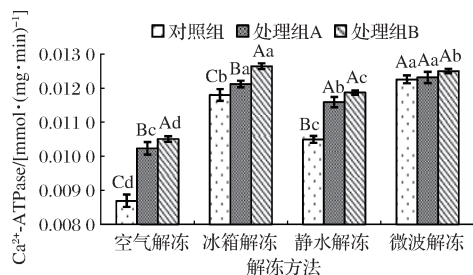 对照组 处理组A 处理组B
Ca²⁺-ATPase/[mmol·(mg·min)⁻¹]
0.013 0
0.012 0
0.011 0
0.010 0
0.009 0
0.008 0
Cd Bc Ad
Cb Ba Aa
Bc Ab Ac
Aa Aa Ab
空气解冻 冰箱解冻 静水解冻 微波解冻
解冻方法